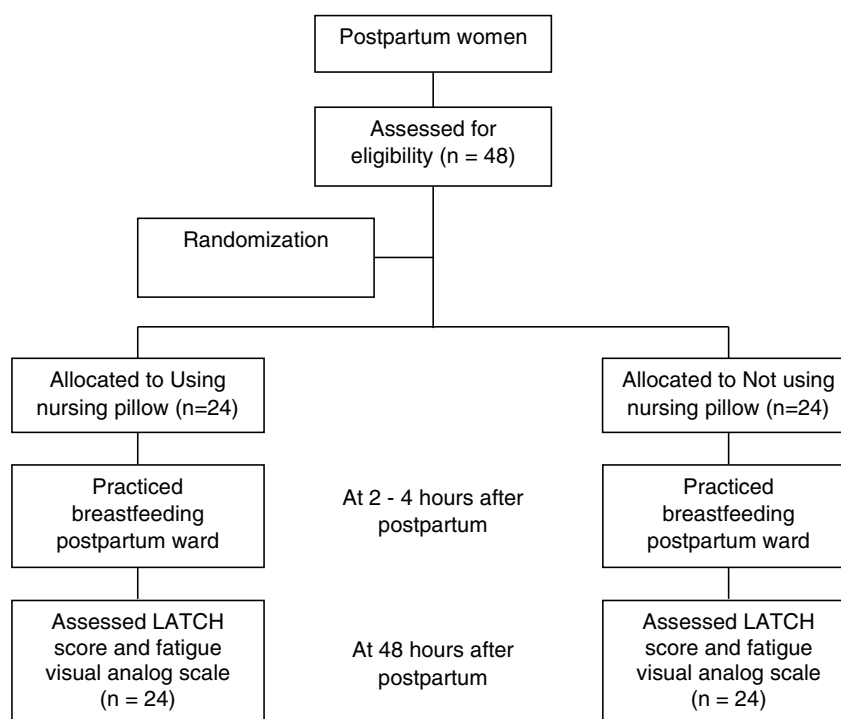 Postpartum women
Assessed for
eligibility (n = 48)
Randomization
Allocated to Using
nursing pillow (n=24)
Allocated to Not using
nursing pillow (n=24)
Practiced
breastfeeding
postpartum ward
At 2 - 4 hours after
postpartum
Practiced
breastfeeding
postpartum ward
Assessed LATCH
score and fatigue
visual analog scale
(n = 24)
At 48 hours after
postpartum
Assessed LATCH
score and fatigue
visual analog scale
(n = 24)